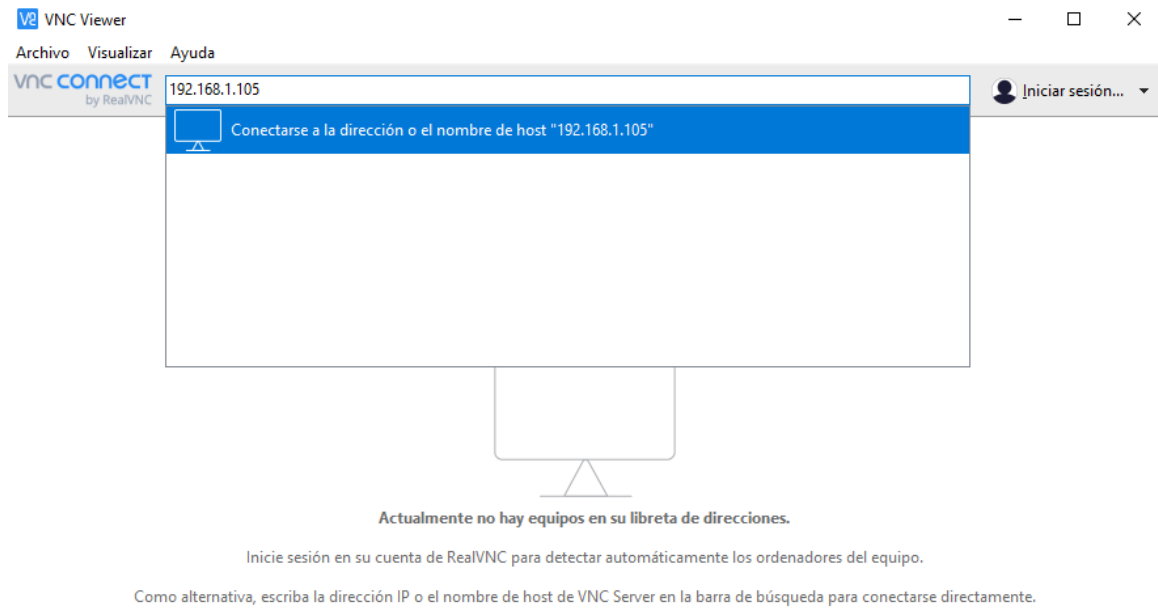 VNC Viewer
Archivo Visualizar Ayuda
vnc connect
by RealVNC
192.168.1.105
Iniciar sesión...
Conectarse a la dirección o el nombre de host "192.168.1.105"
Actualmente no hay equipos en su libreta de direcciones.
Inicie sesión en su cuenta de RealVNC para detectar automáticamente los ordenadores del equipo.
Como alternativa, escriba la dirección IP o el nombre de host de VNC Server en la barra de búsqueda para conectarse directamente.